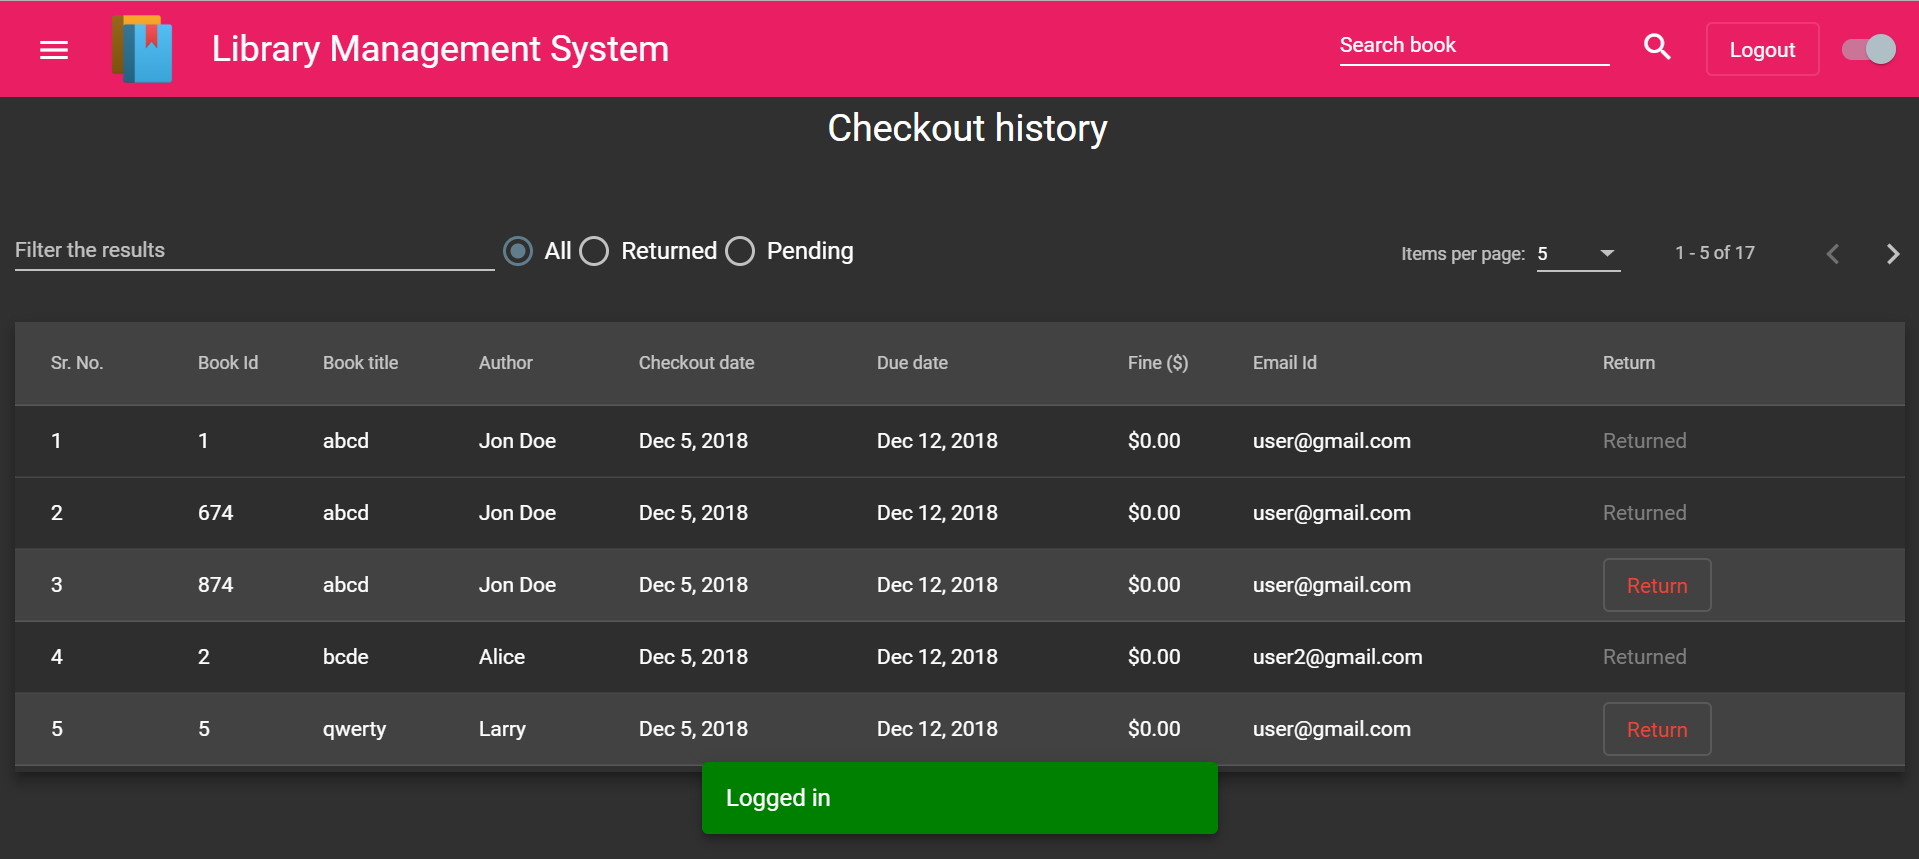 Library Management System Search book Logout
Checkout history
Filter the results All Returned Pending Items per page: 5 1 - 5 of 17
Sr. No. Book Id Book title Author Checkout date Due date Fine ($) Email Id Return
1 1 abcd Jon Doe Dec 5, 2018 Dec 12, 2018 $0.00 user@gmail.com Returned
2 674 abcd Jon Doe Dec 5, 2018 Dec 12, 2018 $0.00 user@gmail.com Returned
3 874 abcd Jon Doe Dec 5, 2018 Dec 12, 2018 $0.00 user@gmail.com Return
4 2 bcde Alice Dec 5, 2018 Dec 12, 2018 $0.00 user2@gmail.com Returned
5 5 qwerty Larry Dec 5, 2018 Dec 12, 2018 $0.00 user@gmail.com Return
Logged in